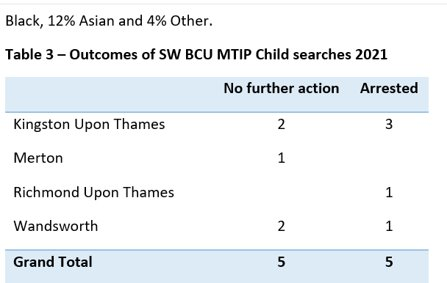 Black, 12% Asian and 4% Other.
Table 3 – Outcomes of SW BCU MTIP Child searches 2021
No further action Arrested
Kingston Upon Thames 2 3
Merton 1
Richmond Upon Thames 1
Wandsworth 2 1
Grand Total 5 5